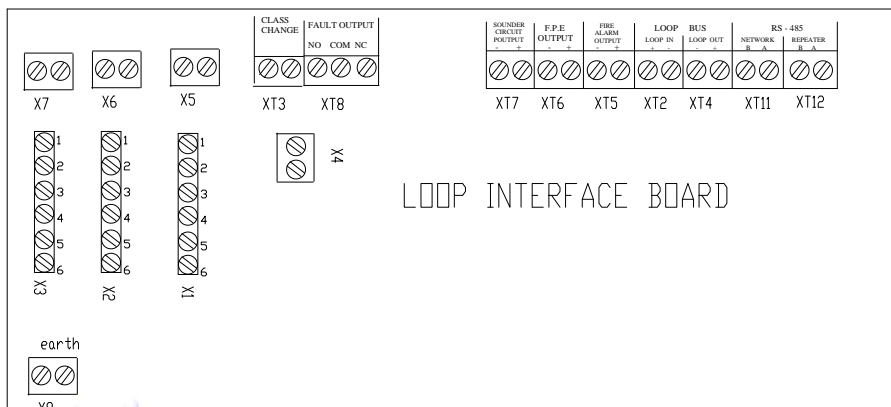 CLASS CHANGE
FAULT OUTPUT
NO COM NC
SOUNDER CIRCUIT POUTPUT
- +
F.P.E OUTPUT
- +
FIRE ALARM OUTPUT
- +
LOOP BUS
LOOP IN LOOP OUT
+ - - +
RS - 485
NETWORK REPEATER
B A B A
X7 X6 X5 XT3 XT8 XT7 XT6 XT5 XT2 XT4 XT11 XT12
1 1 1
2 2 2
3 3 3
4 4 4
5 5 5
6 6 6
X3 X2 X1
X4
LOOP INTERFACE BOARD
earth